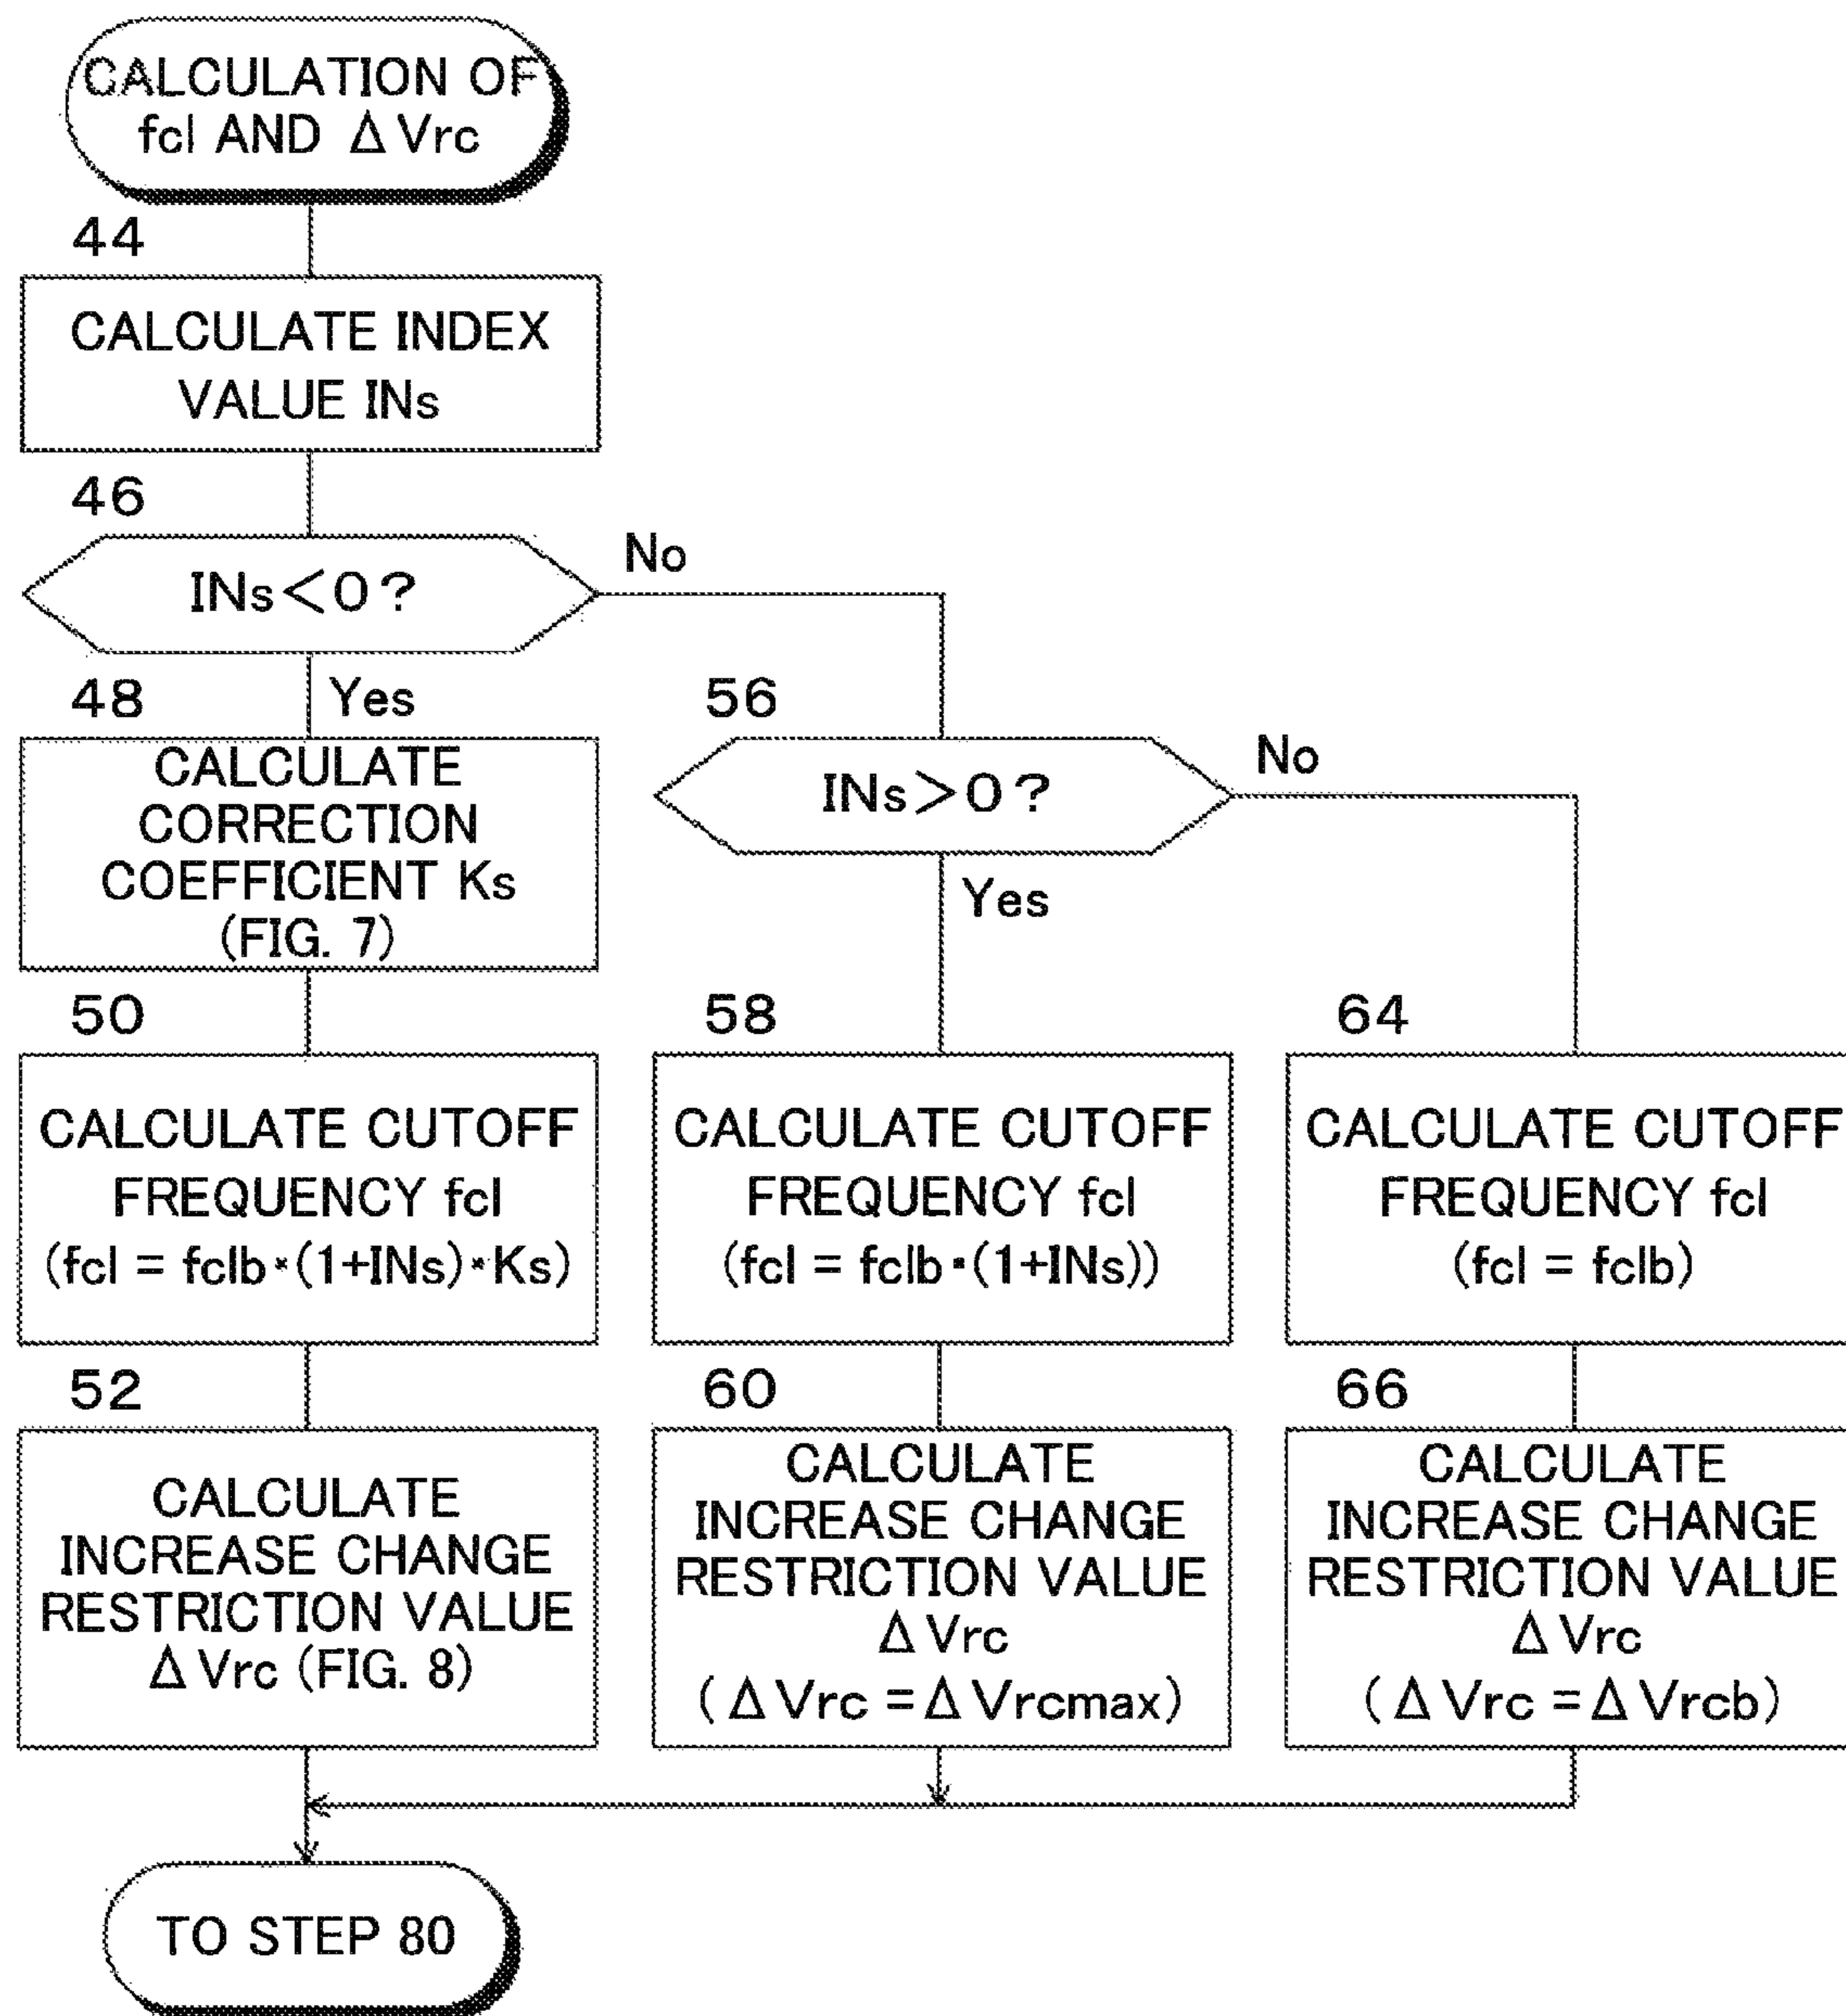 CALCULATION OF
fcl AND ΔVrc
44
CALCULATE INDEX
VALUE INs
46
INs<0?
No
Yes
48
CALCULATE
CORRECTION
COEFFICIENT Ks
(FIG. 7)
50
CALCULATE CUTOFF
FREQUENCY fcl
(fcl = fclb·(1+INs)·Ks)
52
CALCULATE
INCREASE CHANGE
RESTRICTION VALUE
ΔVrc (FIG. 8)
56
INs>0?
No
Yes
58
CALCULATE CUTOFF
FREQUENCY fcl
(fcl = fclb·(1+INs))
60
CALCULATE
INCREASE CHANGE
RESTRICTION VALUE
ΔVrc
(ΔVrc =ΔVrcmax)
64
CALCULATE CUTOFF
FREQUENCY fcl
(fcl = fclb)
66
CALCULATE
INCREASE CHANGE
RESTRICTION VALUE
ΔVrc
(ΔVrc =ΔVrcb)
TO STEP 80